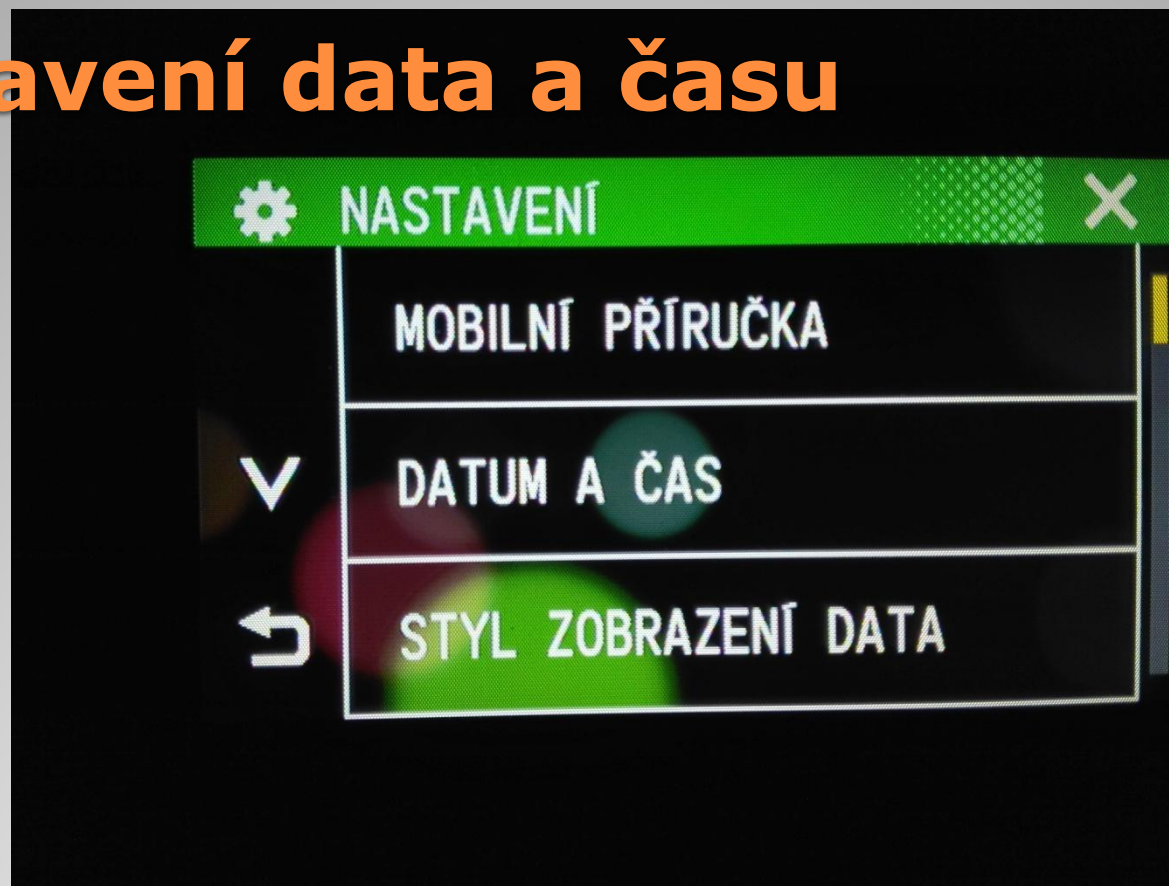 avení data a času
NASTAVENÍ
MOBILNÍ PŘÍRUČKA
DATUM A ČAS
STYL ZOBRAZENÍ DATA